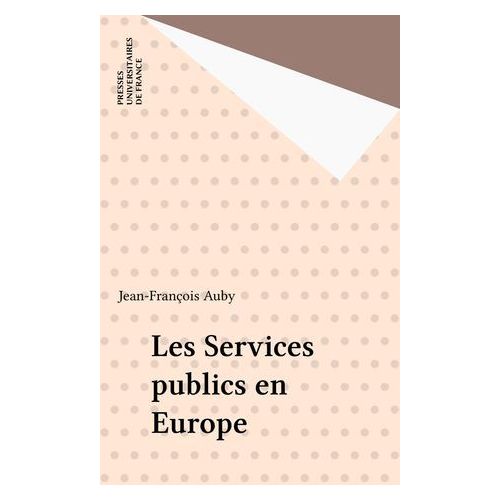 PRESSES
UNIVERSITAIRES
DE FRANCE
Jean-François Auby
Les Services
publics en
Europe